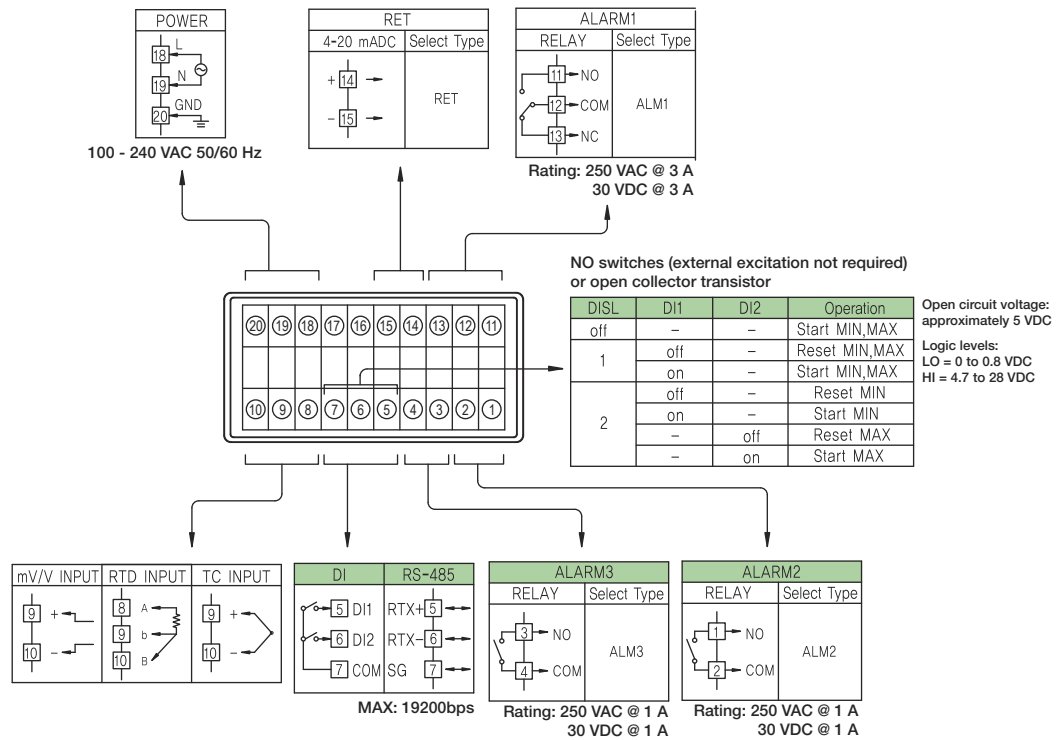 POWER
L
18
N
19
GND
20
100 - 240 VAC 50/60 Hz
RET
4-20 mADC Select Type
+ 14
- 15
RET
ALARM1
RELAY Select Type
11 NO
12 COM
13 NC
ALM1
Rating: 250 VAC @ 3 A
30 VDC @ 3 A
20 19 18 17 16 15 14 13 12 11
10 9 8 7 6 5 4 3 2 1
NO switches (external excitation not required)
or open collector transistor
DISL DI1 DI2 Operation
off – – Start MIN,MAX
1 off – Reset MIN,MAX
on – Start MIN,MAX
2 off – Reset MIN
on – Start MIN
– off Reset MAX
– on Start MAX
Open circuit voltage:
approximately 5 VDC
Logic levels:
LO = 0 to 0.8 VDC
HI = 4.7 to 28 VDC
mV/V INPUT RTD INPUT TC INPUT
9 +
10 -
8 A
9 b
10 B
9 +
10 -
DI RS-485
5 DI1 RTX+ 5
6 DI2 RTX- 6
7 COM SG 7
MAX: 19200bps
ALARM3
RELAY Select Type
3 NO
4 COM
ALM3
Rating: 250 VAC @ 1 A
30 VDC @ 1 A
ALARM2
RELAY Select Type
1 NO
2 COM
ALM2
Rating: 250 VAC @ 1 A
30 VDC @ 1 A